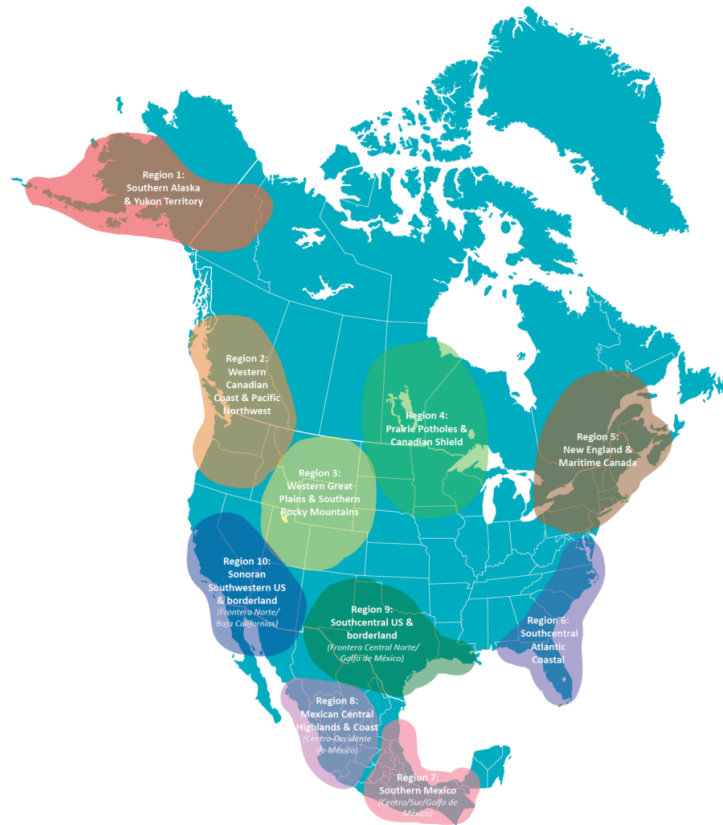 Region 1:
Southern Alaska
& Yukon Territory
Region 2:
Western
Canadian
Coast & Pacific
Northwest
Region 3:
Western Great
Plains & Southern
Rocky Mountains
Region 4:
Prairie Potholes &
Canadian Shield
Region 5:
New England &
Maritime Canada
Region 10:
Sonoran
Southwestern US
& borderland
(Frontera Norte/
Baja Californias)
Region 9:
Southcentral US &
borderland
(Frontera Central Norte/
Golfo de México)
Region 6:
Southcentral
Atlantic
Coastal
Region 8:
Mexican Central
Highlands & Coast
(Centro-Occidente
de México)
Region 7:
Southern Mexico
(Centro/Sur/Golfo de
México)